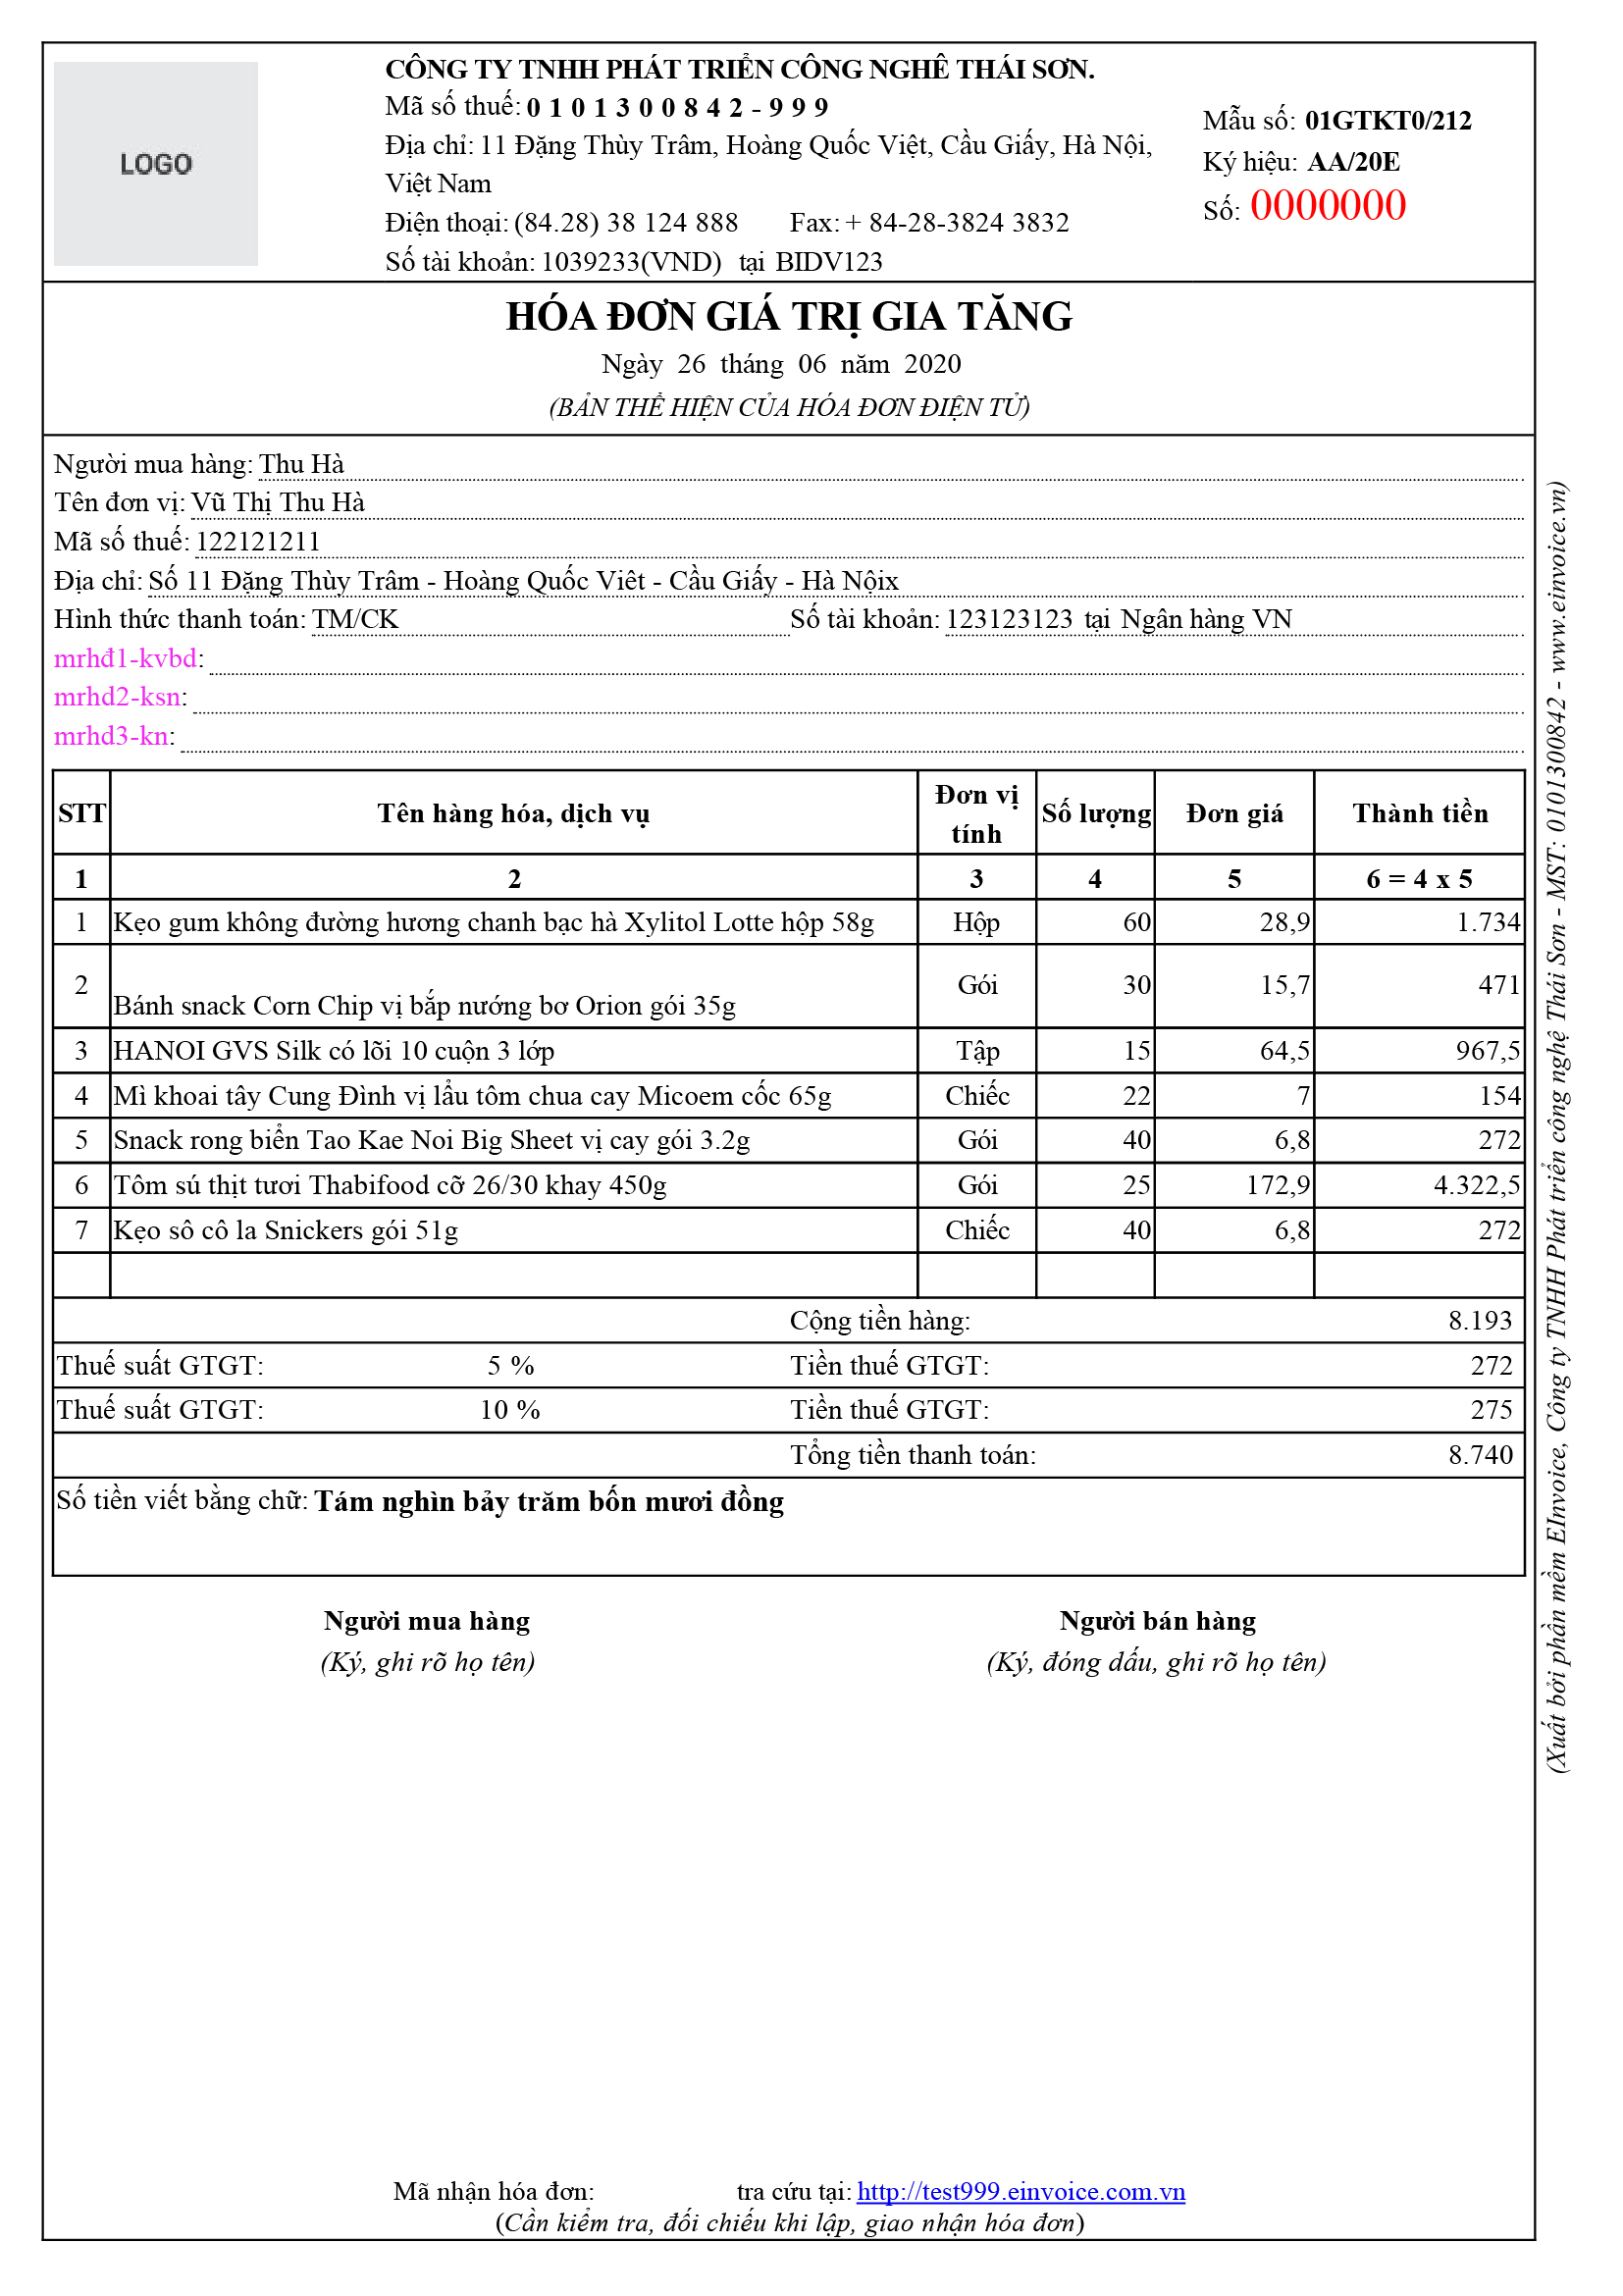 LOGO
CÔNG TY TNHH PHÁT TRIỂN CÔNG NGHÊ THÁI SƠN.
Mã số thuế: 0101300842-999
Địa chỉ: 11 Đặng Thùy Trâm, Hoàng Quốc Việt, Cầu Giấy, Hà Nội,
Việt Nam
Điện thoại: (84.28) 38 124 888 Fax: + 84-28-3824 3832
Số tài khoản: 1039233(VND) tại BIDV123
Mẫu số: 01GTKT0/212
Ký hiệu: AA/20E
Số: 0000000
HÓA ĐƠN GIÁ TRỊ GIA TĂNG
Ngày 26 tháng 06 năm 2020
(BẢN THỂ HIỆN CỦA HÓA ĐƠN ĐIỆN TỬ)
Người mua hàng: Thu Hà
Tên đơn vị: Vũ Thị Thu Hà
Mã số thuế: 122121211
Địa chỉ: Số 11 Đặng Thùy Trâm - Hoàng Quốc Viêt - Cầu Giấy - Hà Nộix
Hình thức thanh toán: TM/CK Số tài khoản: 123123123 tại Ngân hàng VN
mrhđ1-kvbd:
mrhd2-ksn:
mrhd3-kn:
STT Tên hàng hóa, dịch vụ Đơn vị tính Số lượng Đơn giá Thành tiền
1 2 3 4 5 6 = 4 x 5
1 Kẹo gum không đường hương chanh bạc hà Xylitol Lotte hộp 58g Hộp 60 28,9 1.734
2 Bánh snack Corn Chip vị bắp nướng bơ Orion gói 35g Gói 30 15,7 471
3 HANOI GVS Silk có lõi 10 cuộn 3 lớp Tập 15 64,5 967,5
4 Mì khoai tây Cung Đình vị lẩu tôm chua cay Micoem cốc 65g Chiếc 22 7 154
5 Snack rong biển Tao Kae Noi Big Sheet vị cay gói 3.2g Gói 40 6,8 272
6 Tôm sú thịt tươi Thabifood cỡ 26/30 khay 450g Gói 25 172,9 4.322,5
7 Kẹo sô cô la Snickers gói 51g Chiếc 40 6,8 272
Cộng tiền hàng: 8.193
Thuế suất GTGT: 5 % Tiền thuế GTGT: 272
Thuế suất GTGT: 10 % Tiền thuế GTGT: 275
Tổng tiền thanh toán: 8.740
Số tiền viết bằng chữ: Tám nghìn bảy trăm bốn mươi đồng
Người mua hàng Người bán hàng
(Ký, ghi rõ họ tên) (Ký, đóng dấu, ghi rõ họ tên)
Mã nhận hóa đơn: tra cứu tại: http://test999.einvoice.com.vn
(Cần kiểm tra, đối chiếu khi lập, giao nhận hóa đơn)
(Xuất bởi phần mềm EInvoice, Công ty TNHH Phát triển công nghệ Thái Sơn - MST: 0101300842 - www.einvoice.vn)